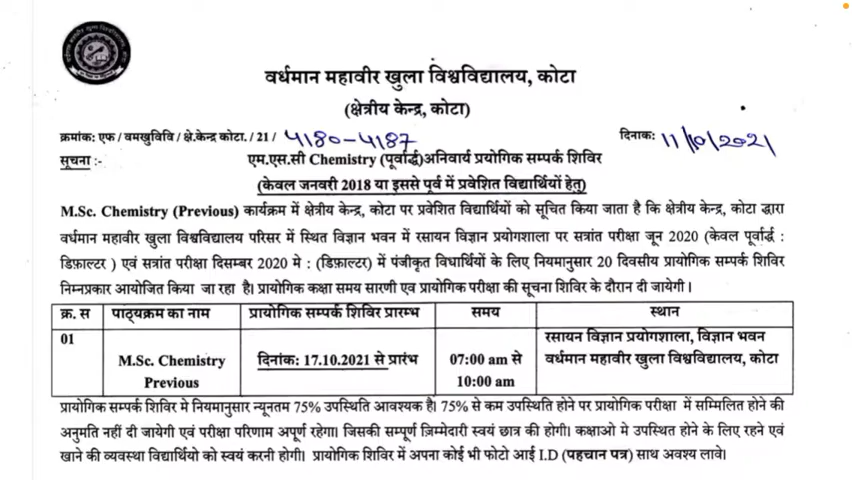 वर्धमान महावीर खुला विश्वविद्यालय, कोटा
(क्षेत्रीय केन्द्र, कोटा)
क्रमांक: एफ / वमखुविवि / क्षे.केन्द्र कोटा. / 21 / 4180-4187 दिनाक: 11/10/2021
सूचना :- एम.एस.सी Chemistry (पूर्वार्द्ध)अनिवार्य प्रयोगिक सम्पर्क शिविर
(केवल जनवरी 2018 या इससे पूर्व में प्रवेशित विद्यार्थियों हेतु)
M.Sc. Chemistry (Previous) कार्यक्रम में क्षेत्रीय केन्द्र, कोटा पर प्रवेशित विद्यार्थियों को सूचित किया जाता है कि क्षेत्रीय केन्द्र, कोटा द्धारा
वर्धमान महावीर खुला विश्वविद्यालय परिसर में स्थित विज्ञान भवन में रसायन विज्ञान प्रयोगशाला पर सत्रांत परीक्षा जून 2020 (केवल पूर्वार्द्ध :
डिफ़ाल्टर ) एवं सत्रांत परीक्षा दिसम्बर 2020 मे : (डिफ़ाल्टर) में पंजीकृत विधार्थियों के लिए नियमानुसार 20 दिवसीय प्रायोगिक सम्पर्क शिविर
निम्नप्रकार आयोजित किया जा रहा है। प्रायोगिक कक्षा समय सारणी एव प्रायोगिक परीक्षा की सूचना शिविर के दौरान दी जायेगी ।
क्र. स पाठ्यक्रम का नाम प्रायोगिक सम्पर्क शिविर प्रारम्भ समय स्थान
01 M.Sc. Chemistry Previous दिनांक: 17.10.2021 से प्रारंभ 07:00 am से 10:00 am रसायन विज्ञान प्रयोगशाला, विज्ञान भवन वर्धमान महावीर खुला विश्वविद्यालय, कोटा
प्रायोगिक सम्पर्क शिविर मे नियमानुसार न्यूनतम 75% उपस्थिति आवश्यक है। 75% से कम उपस्थिति होने पर प्रायोगिक परीक्षा में सम्मिलित होने की
अनुमति नहीं दी जायेगी एवं परीक्षा परिणाम अपूर्ण रहेगा। जिसकी सम्पूर्ण ज़िम्मेदारी स्वयं छात्र की होगी। कक्षाओ मे उपस्थित होने के लिए रहने एवं
खाने की व्यवस्था विद्यार्थियो को स्वयं करनी होगी। प्रायोगिक शिविर में अपना कोई भी फोटो आई I.D (पहचान पत्र) साथ अवश्य लावे।